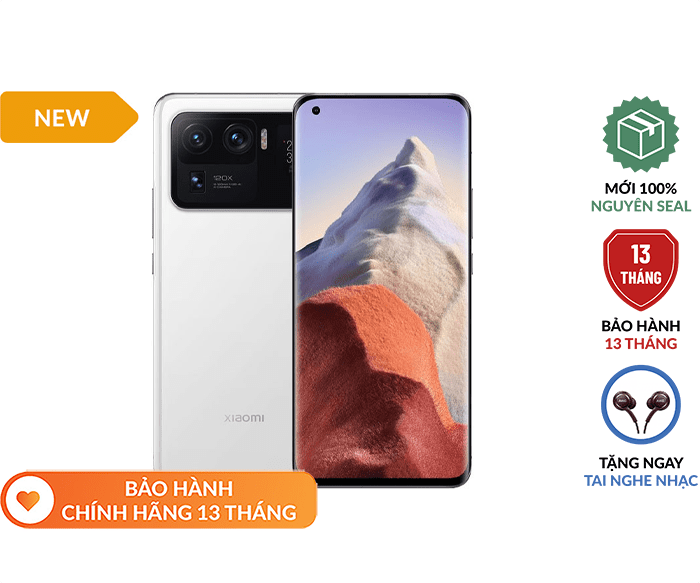 NEW
120X
xiaomi
BẢO HÀNH
CHÍNH HÃNG 13 THÁNG
MỚI 100%
NGUYÊN SEAL
13
THÁNG
BẢO HÀNH
13 THÁNG
TẶNG NGAY
TAI NGHE NHẠC